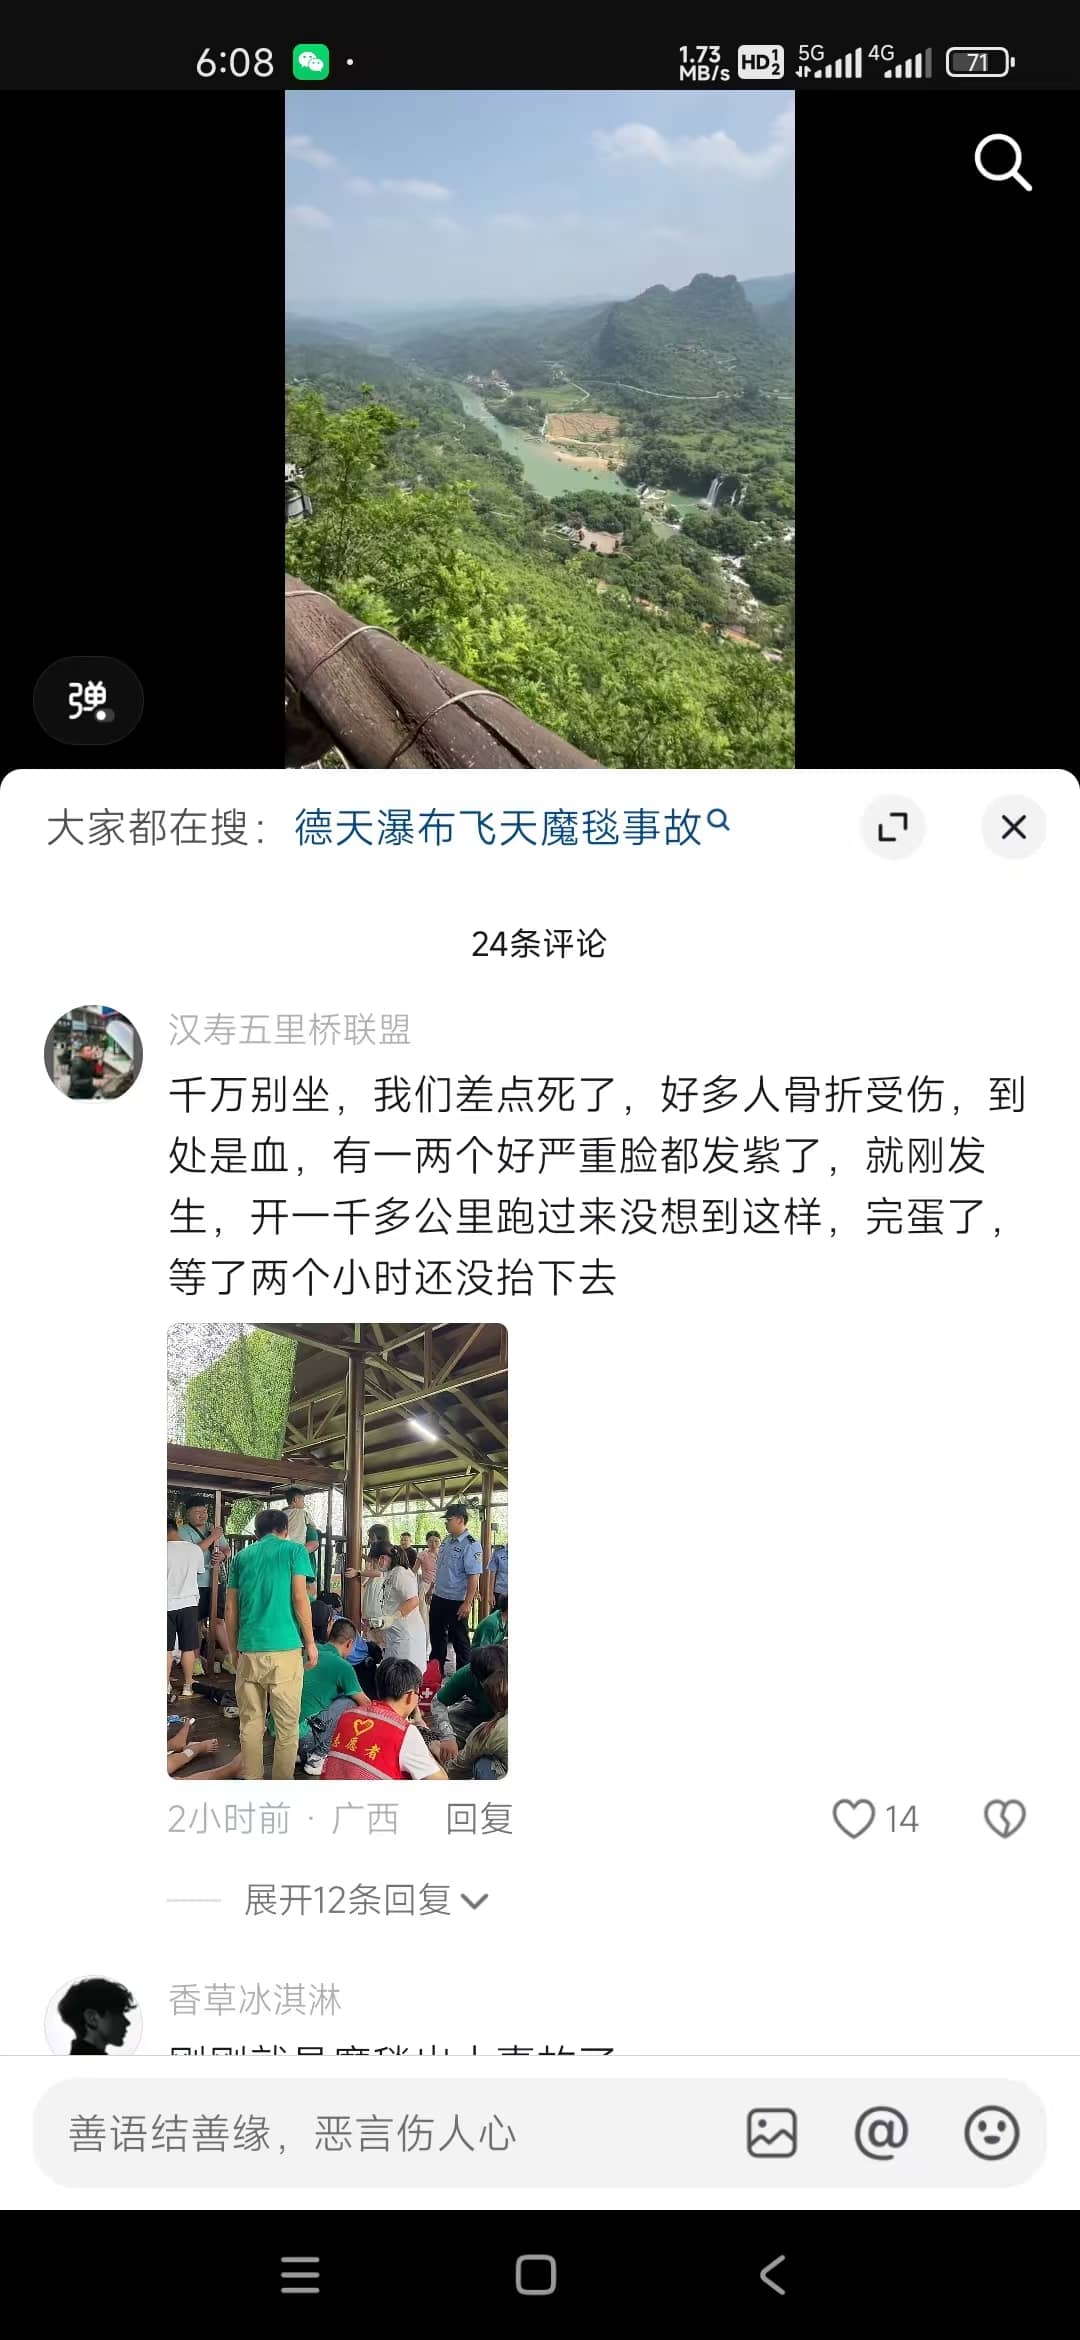 6:08
1.73 MB/s HD 1 2 5G 4G 71
弹
大家都在搜：德天瀑布飞天魔毯事故
24条评论
汉寿五里桥联盟
千万别坐，我们差点死了，好多人骨折受伤，到
处是血，有一两个好严重脸都发紫了，就刚发
生，开一千多公里跑过来没想到这样，完蛋了，
等了两个小时还没抬下去
志愿者
2小时前 · 广西 回复 14
展开12条回复
香草冰淇淋
善语结善缘，恶言伤人心